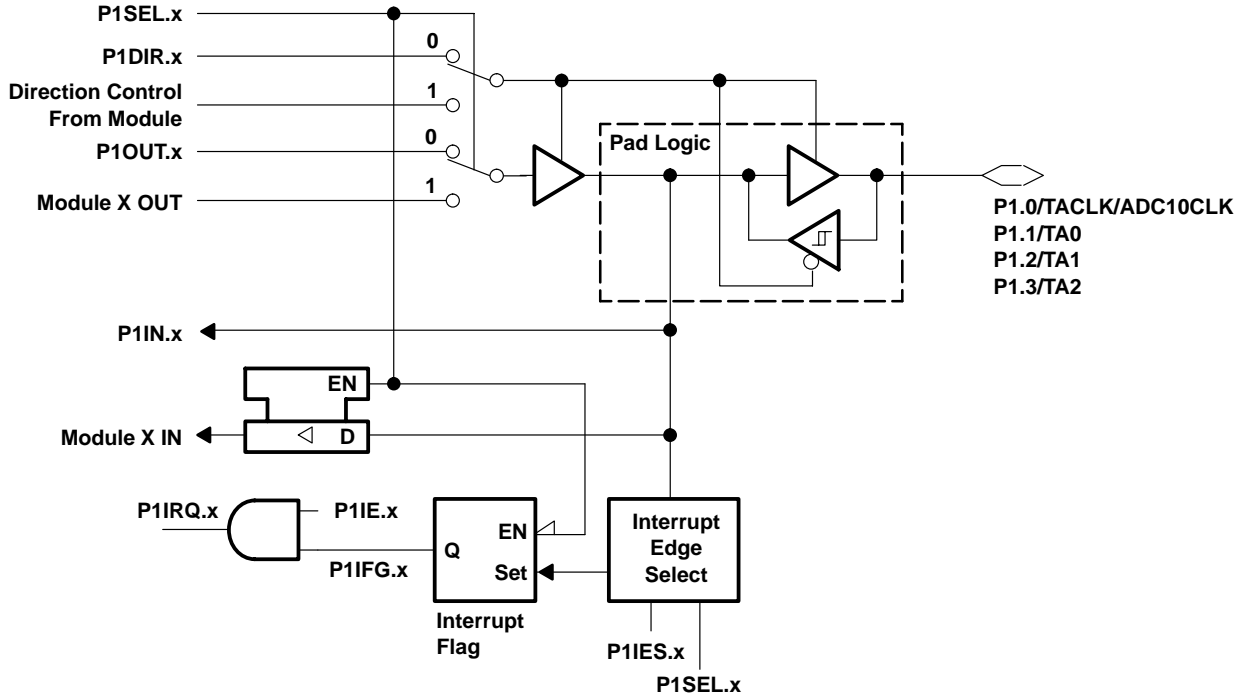 P1SEL.x
0
P1DIR.x
Direction Control
From Module
1
0
P1OUT.x
1
Module X OUT
Pad Logic
P1.0/TACLK/ADC10CLK
P1.1/TA0
P1.2/TA1
P1.3/TA2
P1IN.x
EN
Module X IN
D
P1IRQ.x
P1IE.x
P1IFG.x
Q
EN
Set
Interrupt
Flag
Interrupt
Edge
Select
P1IES.x
P1SEL.x